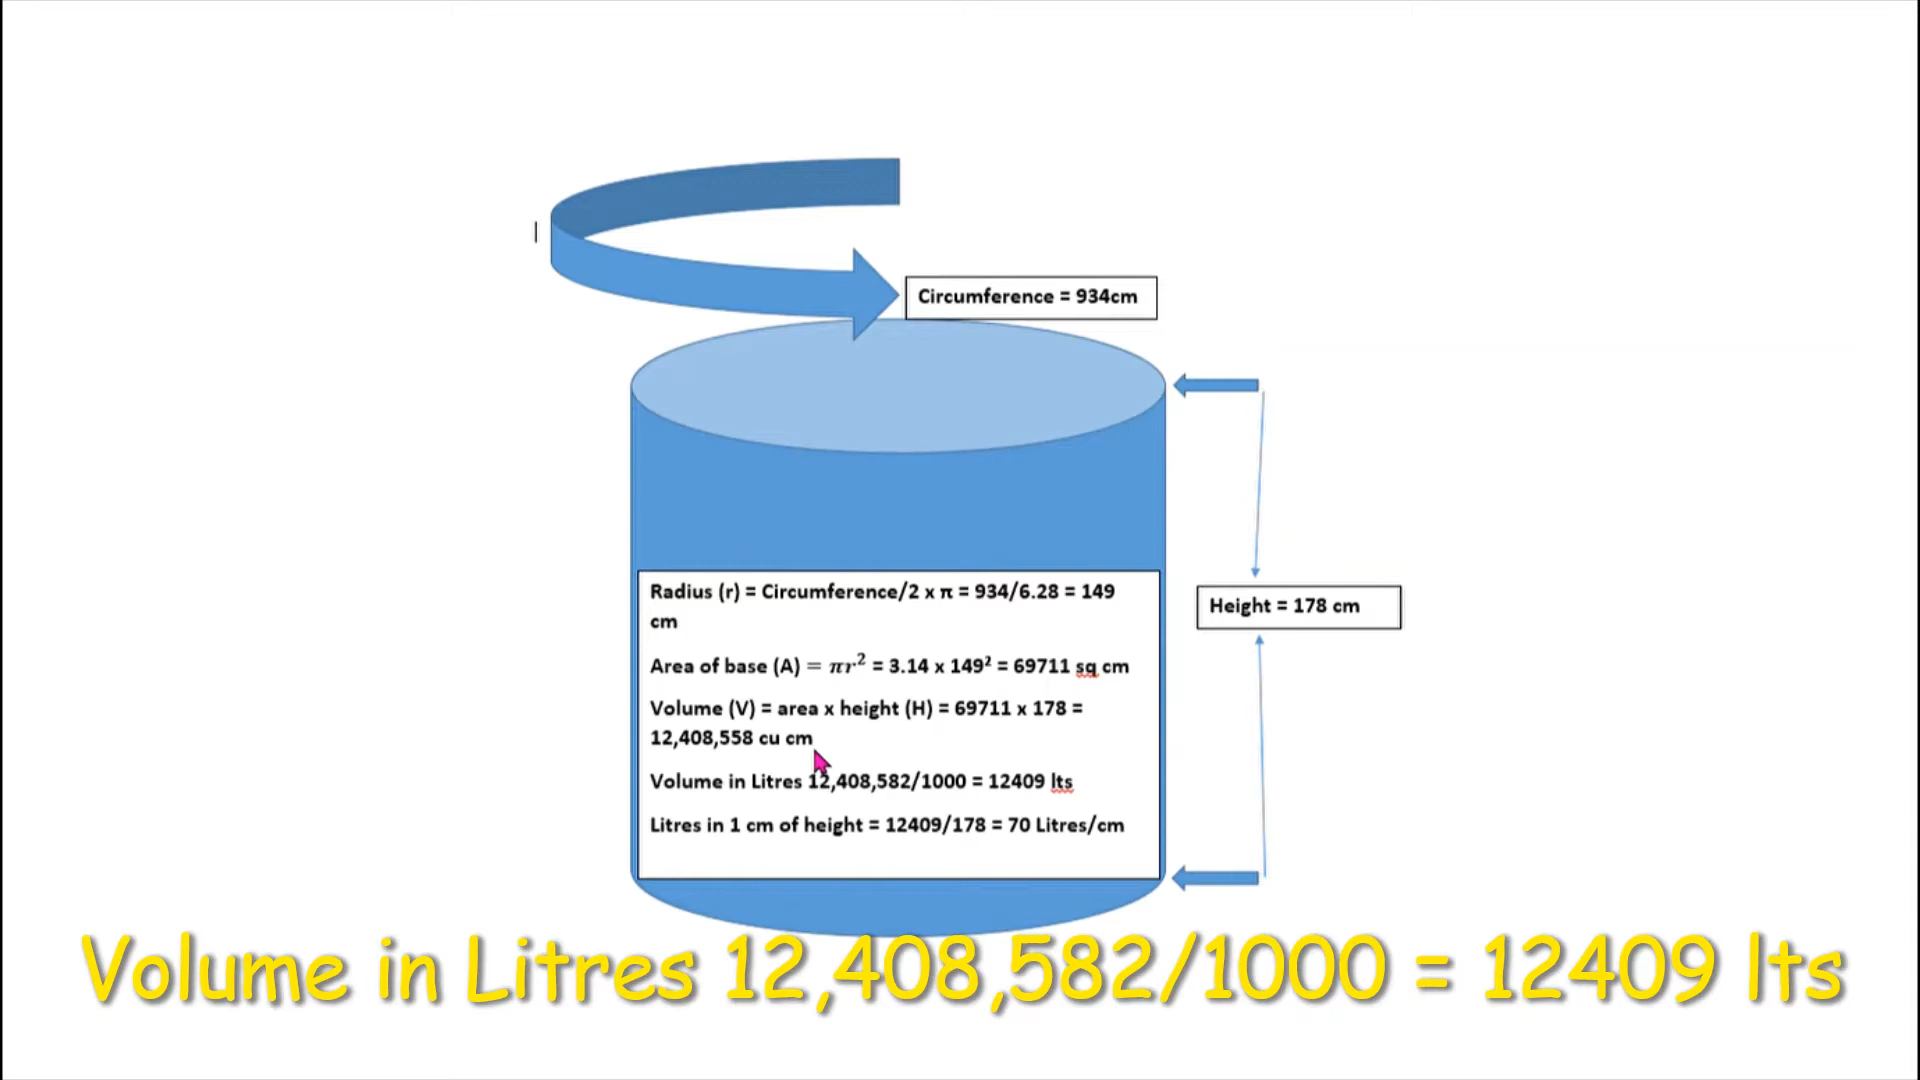 Circumference = 934cm
Radius (r) = Circumference/2 x π = 934/6.28 = 149
cm
Area of base (A) = πr² = 3.14 x 149² = 69711 sq cm
Height = 178 cm
Volume (V) = area x height (H) = 69711 x 178 =
12,408,558 cu cm
Volume in Litres 12,408,582/1000 = 12409 lts
Litres in 1 cm of height = 12409/178 = 70 Litres/cm
Volume in Litres 12,408,582/1000 = 12409 lts